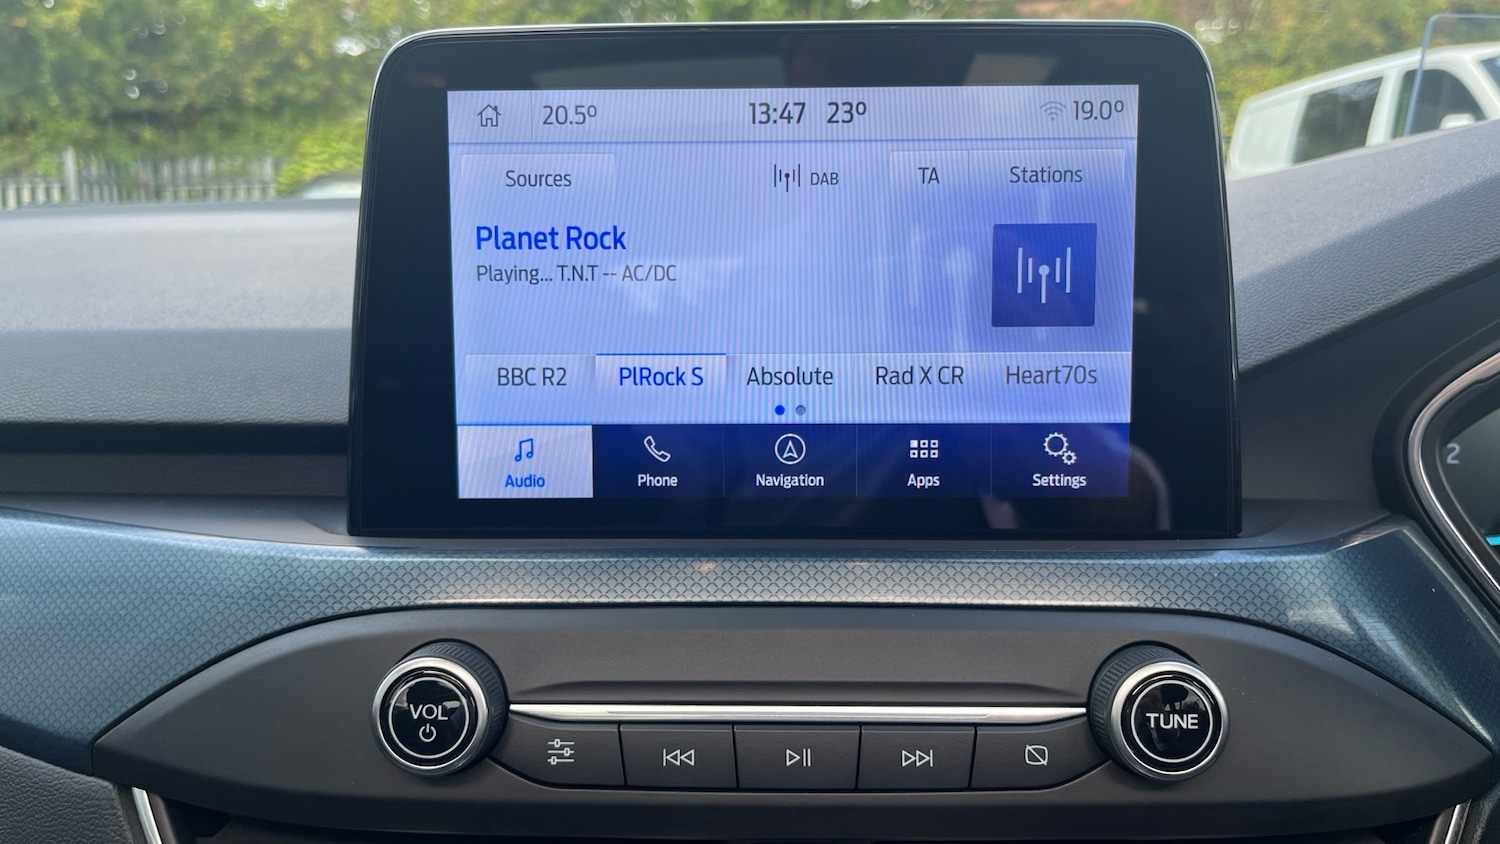 20.5º 13:47 23º 19.0º
Sources DAB TA Stations
Planet Rock
Playing... T.N.T -- AC/DC
BBC R2 PlRock S Absolute Rad X CR Heart70s
Audio Phone Navigation Apps Settings
2
VOL TUNE